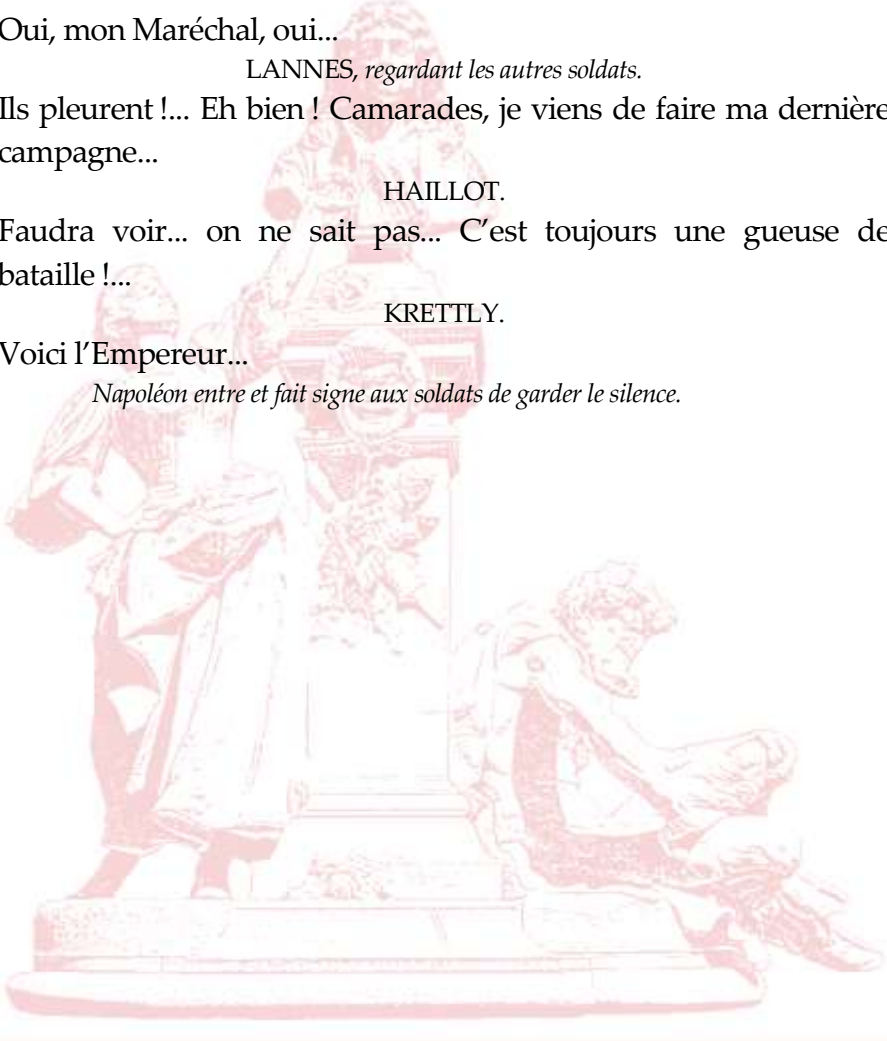 Oui, mon Maréchal, oui...
LANNES, regardant les autres soldats.
Ils pleurent !... Eh bien ! Camarades, je viens de faire ma dernière
campagne...
HAILLOT.
Faudra voir... on ne sait pas... C’est toujours une gueuse de
bataille !...
KRETTLY.
Voici l’Empereur...
Napoléon entre et fait signe aux soldats de garder le silence.